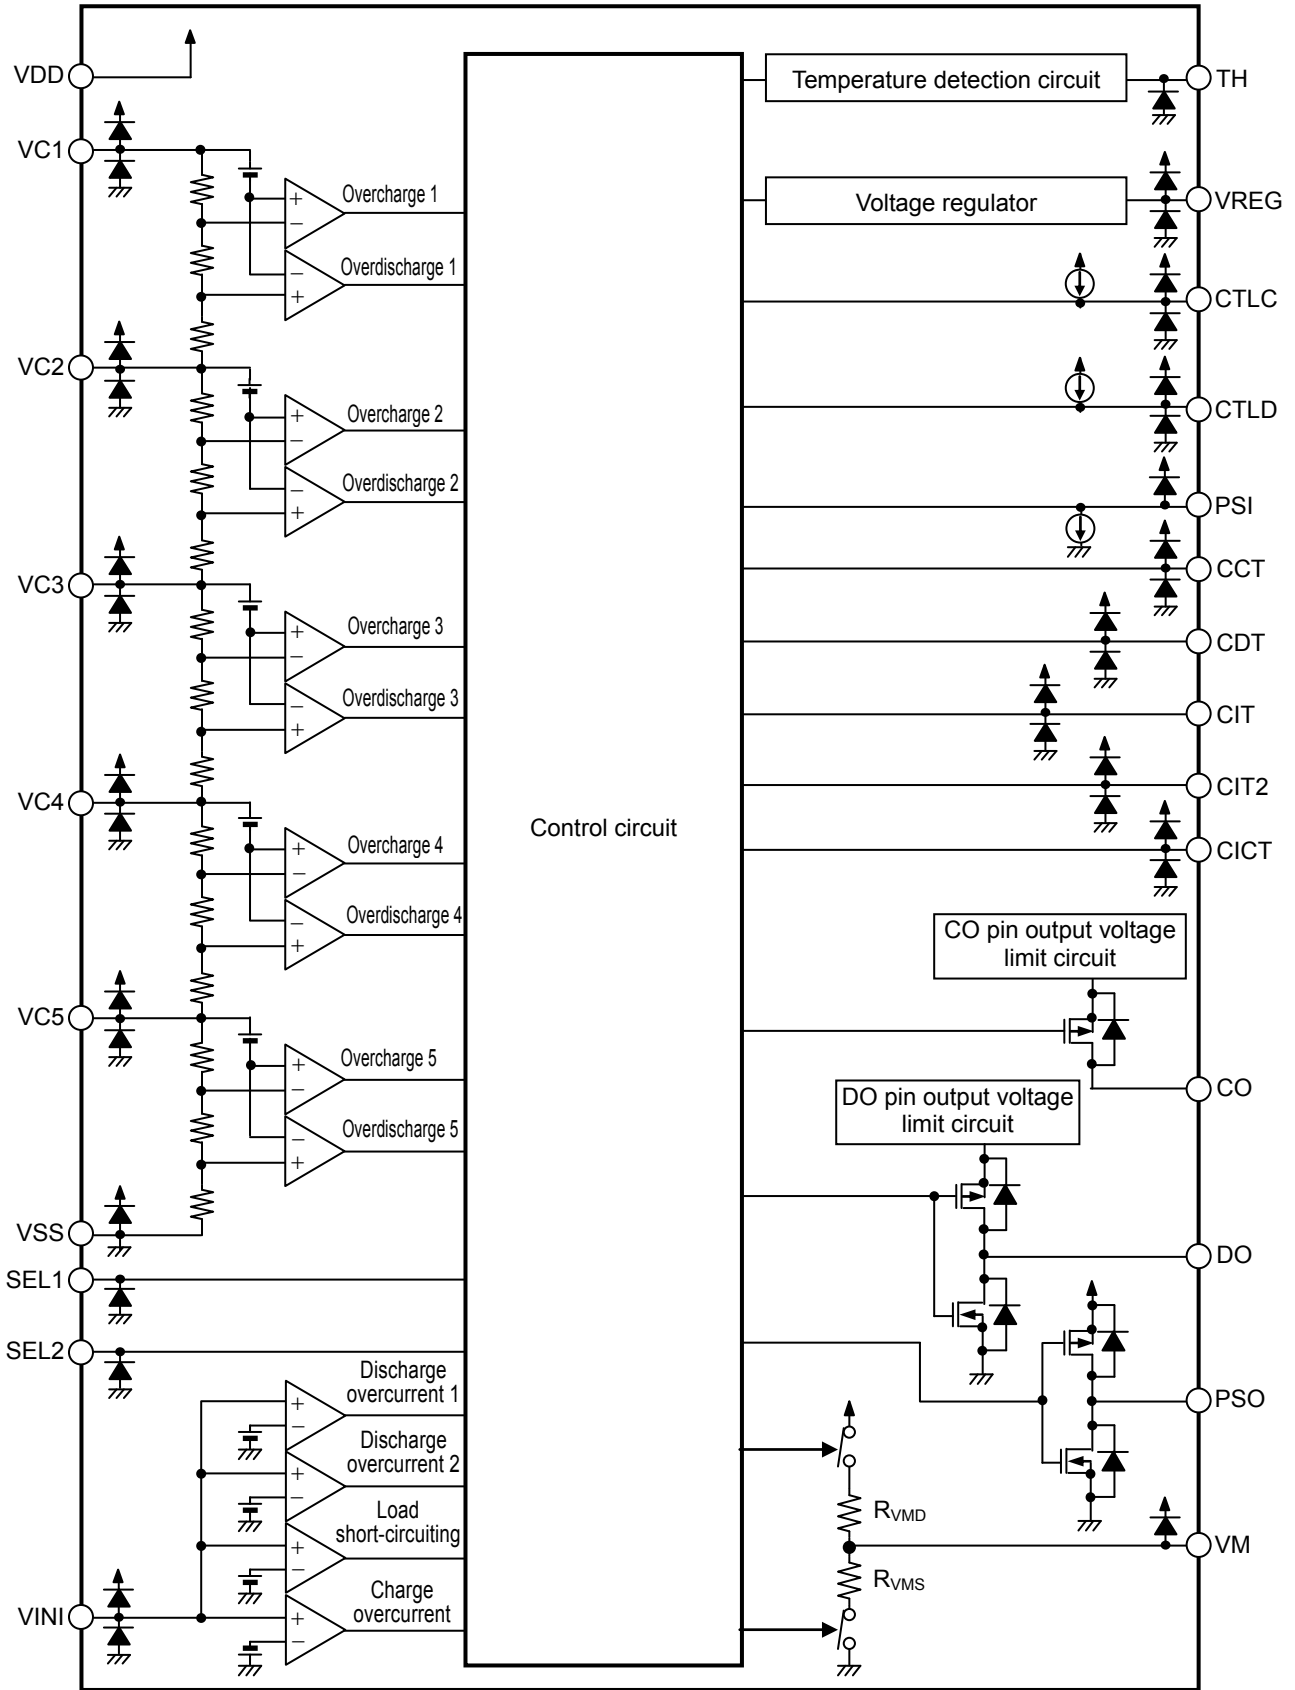 VDD
VC1
VC2
VC3
VC4
VC5
VSS
SEL1
SEL2
VINI
+
−
Overcharge 1
−
+
Overdischarge 1
+
−
Overcharge 2
−
+
Overdischarge 2
+
−
Overcharge 3
−
+
Overdischarge 3
+
−
Overcharge 4
−
+
Overdischarge 4
+
−
Overcharge 5
−
+
Overdischarge 5
+
−
Discharge
overcurrent 1
+
−
Discharge
overcurrent 2
+
−
Load
short-circuiting
+
−
Charge
overcurrent
Control circuit
Temperature detection circuit
TH
Voltage regulator
VREG
CTLC
CTLD
PSI
CCT
CDT
CIT
CIT2
CICT
CO pin output voltage
limit circuit
CO
DO pin output voltage
limit circuit
DO
PSO
RVMD
VM
RVMS